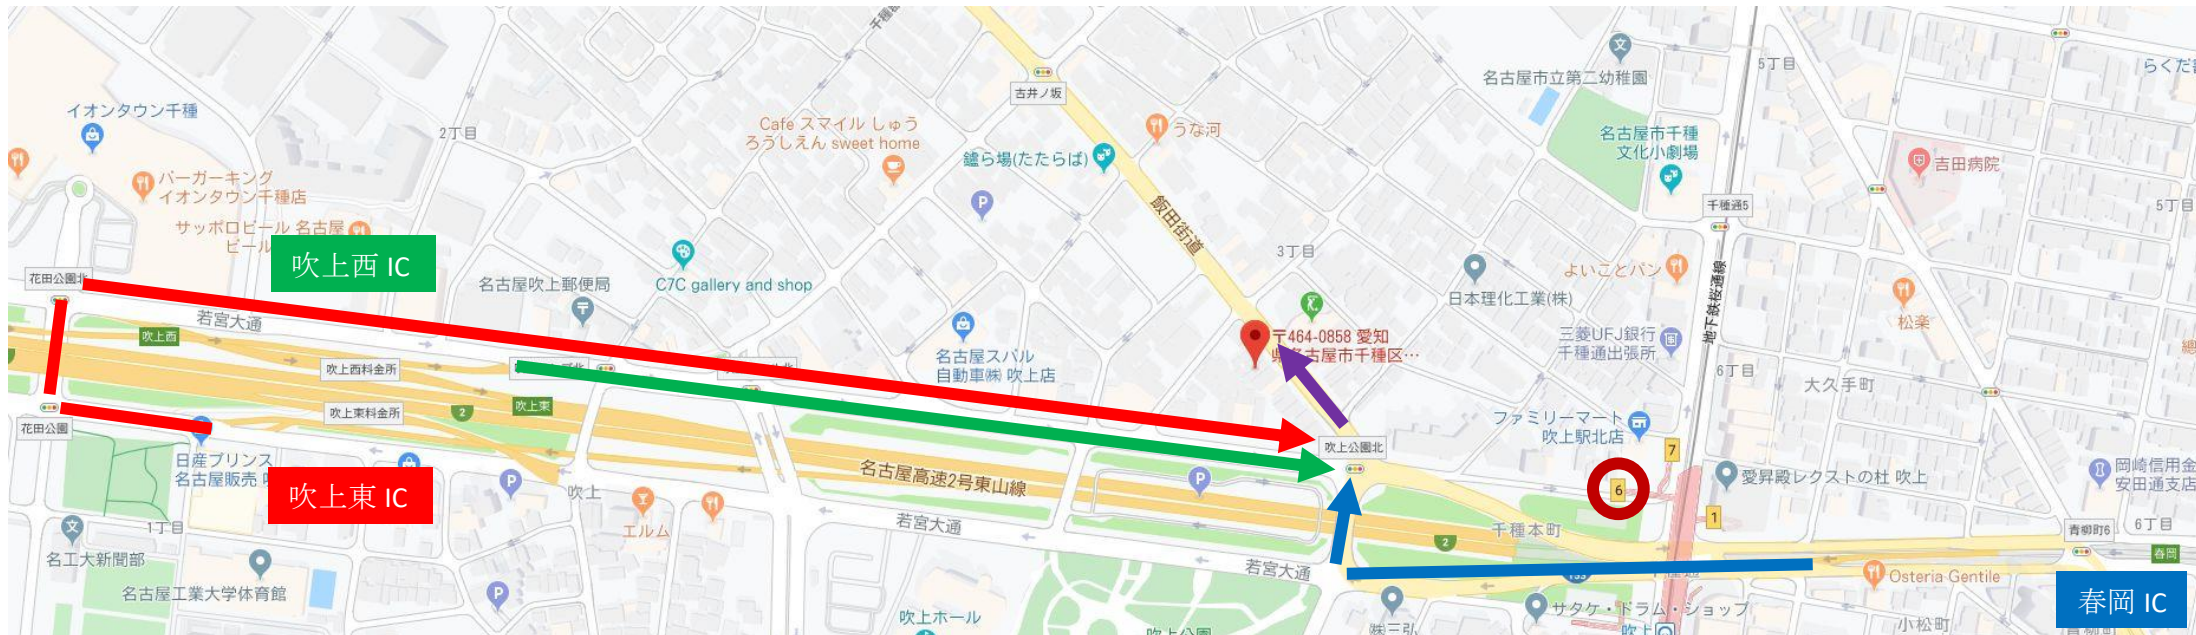 イオンタウン千種
バーガーキング
イオンタウン千種店
サッポロビール 名古屋
ビール
2丁目
千種
古井ノ坂
Cafe スマイル しゅう
ろうしえん sweet home
鑪ら場(たたらば)
うな河
飯田街道
P
名古屋市立第二幼稚園
名古屋市千種
文化小劇場
5丁目
らくだ
吉田病院
千種通5
5丁目
花田公園北
吹上西 IC
名古屋吹上郵便局
C7C gallery and shop
3丁目
日本理化工業(株)
よいことパン
地下鉄桜通線
松楽
若宮大通
吹上西
吹上西料金所
名古屋スバル
自動車㈱ 吹上店
〒464-0858 愛知
県名古屋市千種区…
三菱UFJ銀行
千種通出張所
6丁目
大久手町
吹上東料金所
2
吹上東
花田公園
吹上公園北
ファミリーマート
吹上駅北店
日産プリンス
名古屋販売
吹上東 IC
P
吹上
エルム
名古屋高速2号東山線
P
7
6
1
愛昇殿レクストの杜 吹上
岡崎信用金
安田通支店
1丁目
名工大新聞部
名古屋工業大学体育館
P
若宮大通
若宮大通
千種本町
2
青柳町6
6丁目
春岡
153
Osteria Gentile
春岡 IC
吹上ホール
吹上公園
㈱三弘
サタケ・ドラム・ショップ
吹上
小松町